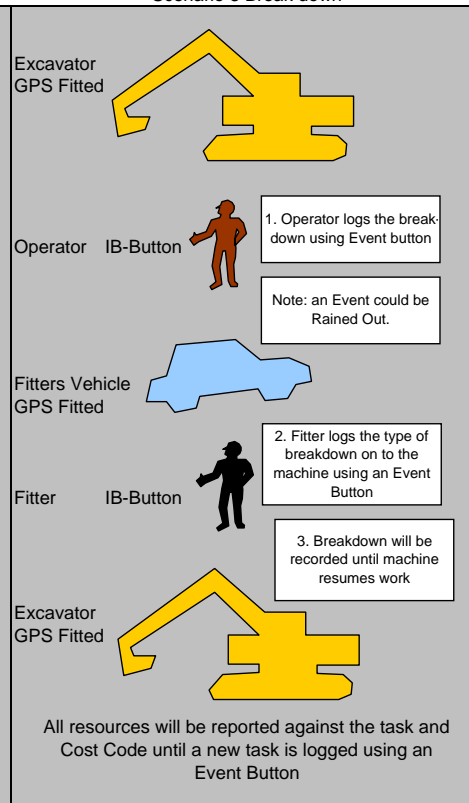 Scenario 3 Break down
Excavator
GPS Fitted
1. Operator logs the break-
down using Event button
Operator IB-Button
Note: an Event could be
Rained Out.
Fitters Vehicle
GPS Fitted
2. Fitter logs the type of
breakdown on to the
machine using an Event
Button
Fitter IB-Button
3. Breakdown will be
recorded until machine
resumes work
Excavator
GPS Fitted
All resources will be reported against the task and
Cost Code until a new task is logged using an
Event Button